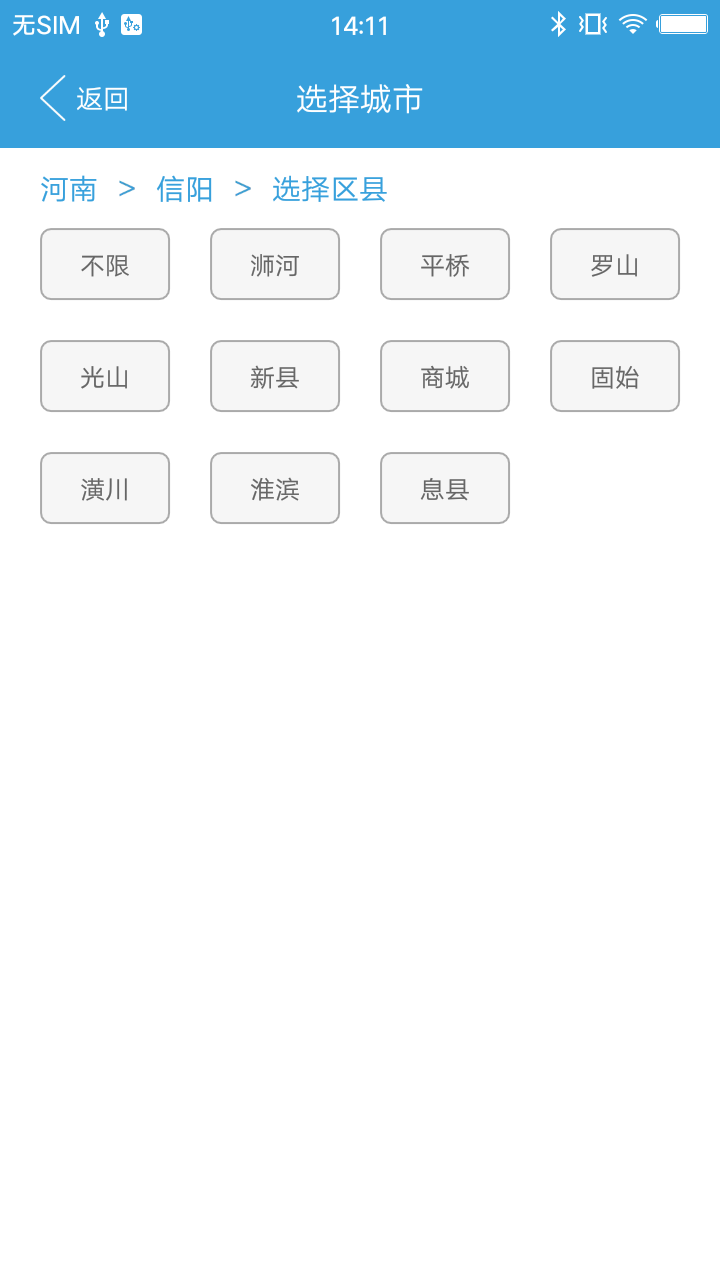 无SIM 14:11
返回 选择城市
河南 > 信阳 > 选择区县
不限 浉河 平桥 罗山
光山 新县 商城 固始
潢川 淮滨 息县